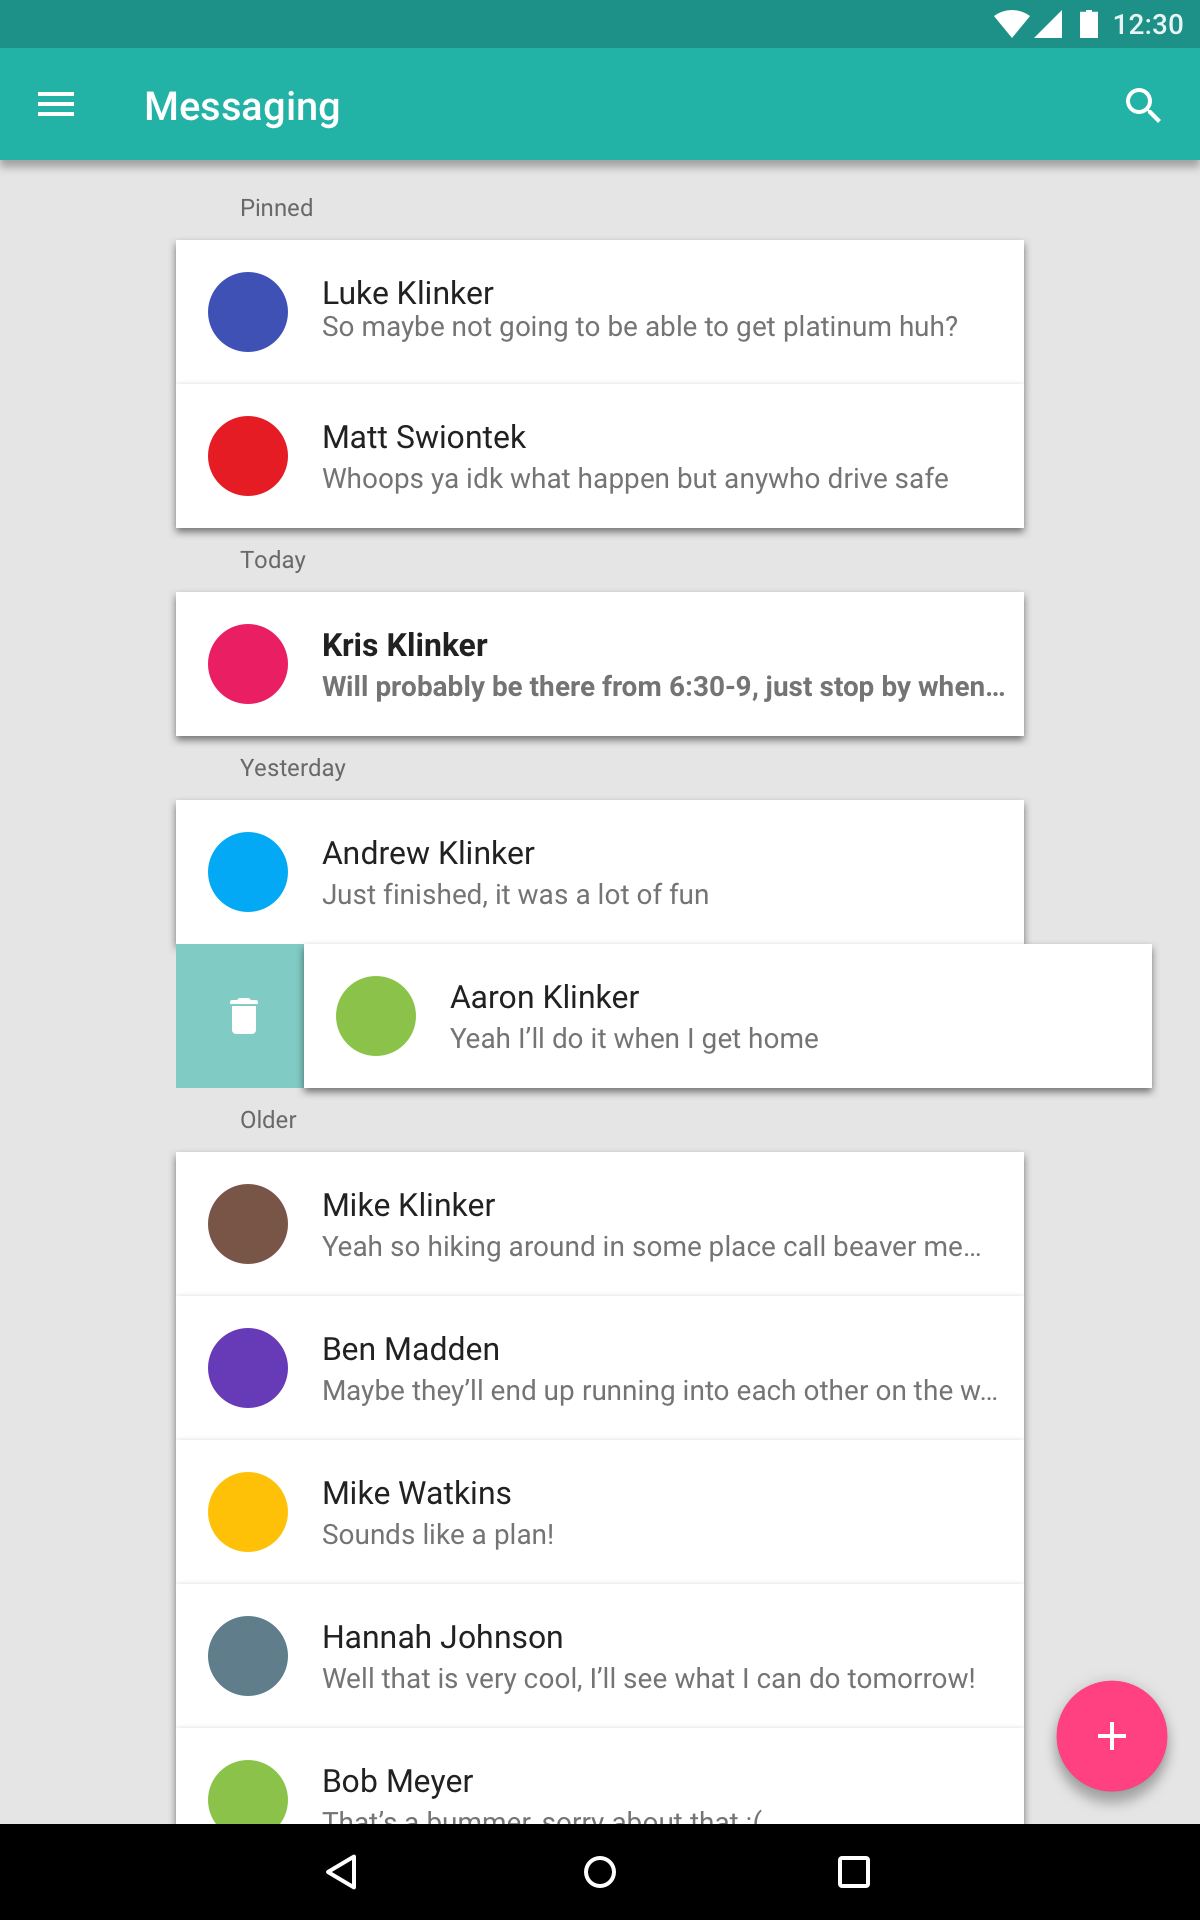 12:30
Messaging
Pinned
Luke Klinker
So maybe not going to be able to get platinum huh?
Matt Swiontek
Whoops ya idk what happen but anywho drive safe
Today
Kris Klinker
Will probably be there from 6:30-9, just stop by when...
Yesterday
Andrew Klinker
Just finished, it was a lot of fun
Aaron Klinker
Yeah I’ll do it when I get home
Older
Mike Klinker
Yeah so hiking around in some place call beaver me...
Ben Madden
Maybe they’ll end up running into each other on the w...
Mike Watkins
Sounds like a plan!
Hannah Johnson
Well that is very cool, I’ll see what I can do tomorrow!
Bob Meyer
That’s a bummer, sorry about that :(